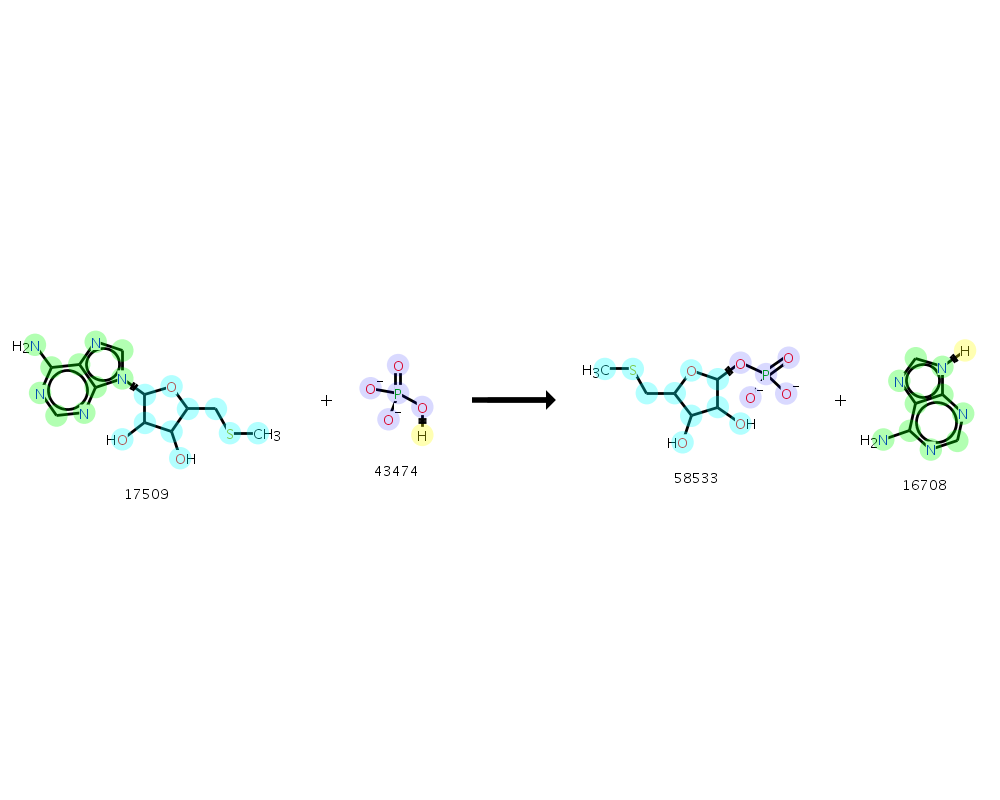 H2N N N N N O S CH3 HO OH
+
O O− P O− O H
H3C S O O P O O− O− HO OH
+
H N N N N H2N
17509
43474
58533
16708